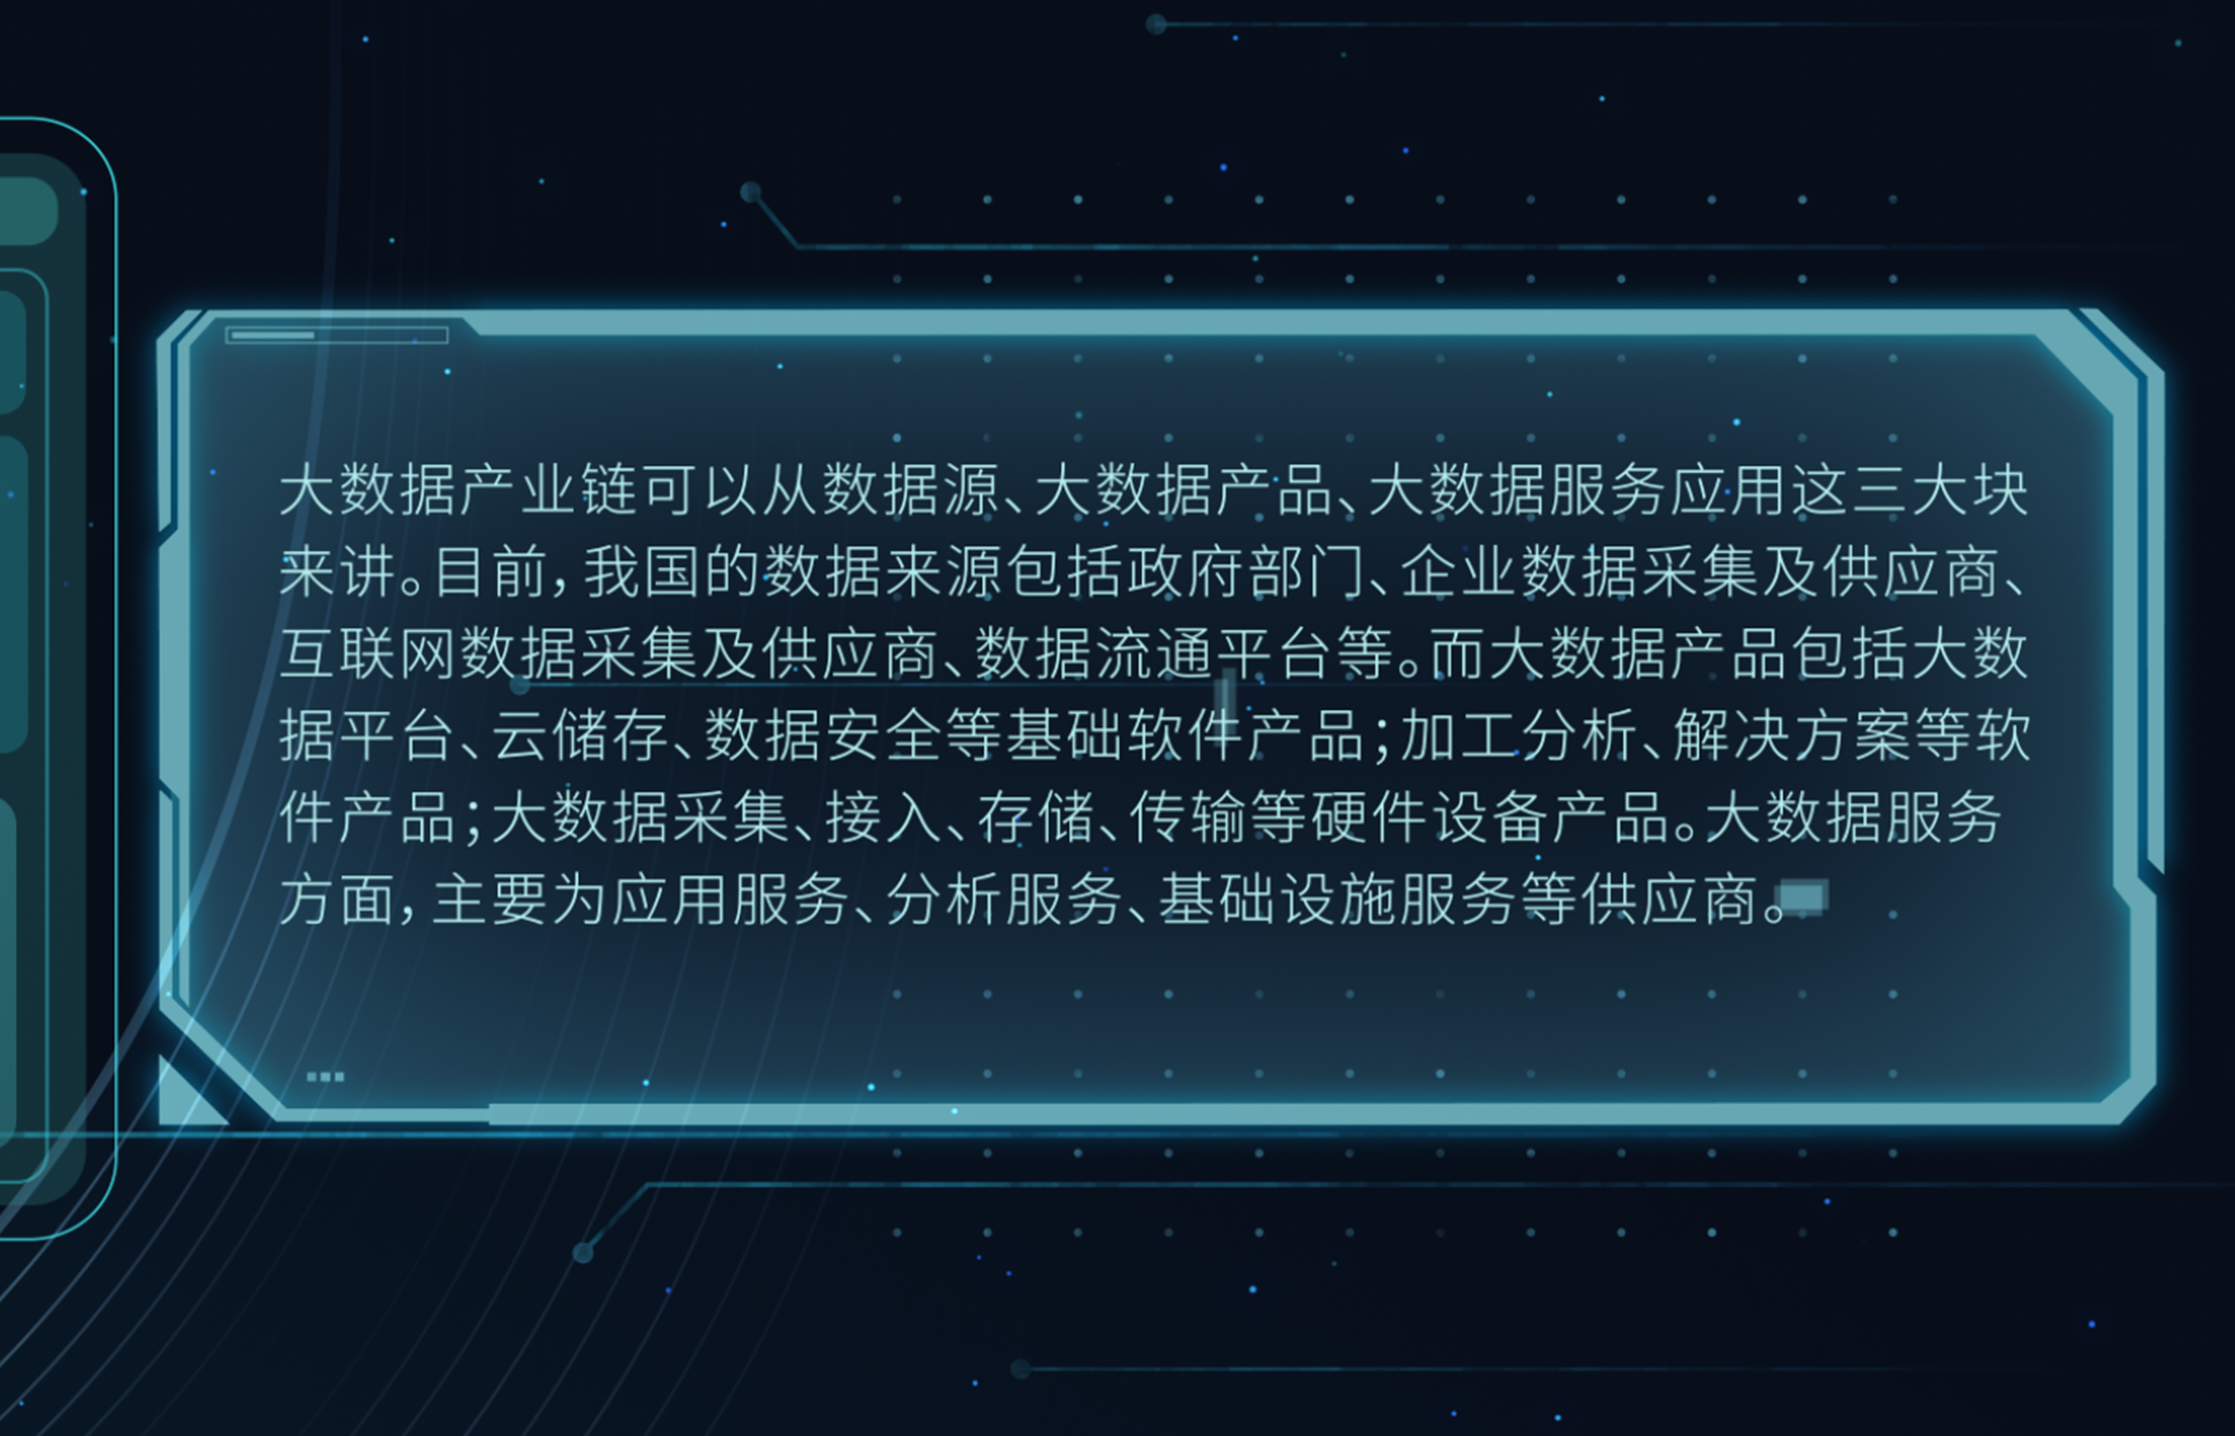 大数据产业链可以从数据源、大数据产品、大数据服务应用这三大块
来讲。目前，我国的数据来源包括政府部门、企业数据采集及供应商、
互联网数据采集及供应商、数据流通平台等。而大数据产品包括大数
据平台、云储存、数据安全等基础软件产品；加工分析、解决方案等软
件产品；大数据采集、接入、存储、传输等硬件设备产品。大数据服务
方面，主要为应用服务、分析服务、基础设施服务等供应商。